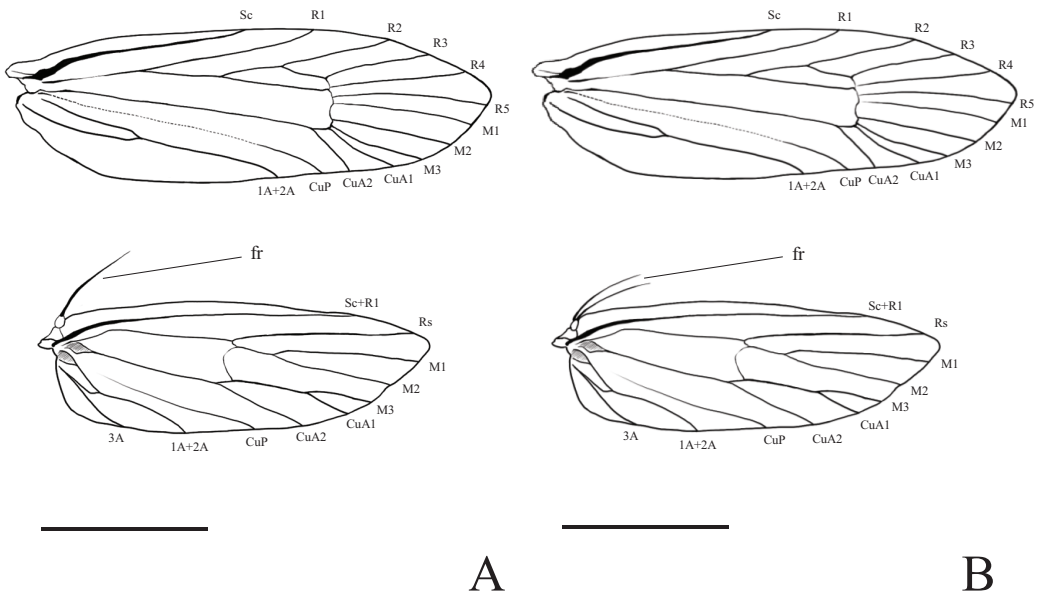 Sc R1 R2 R3 R4 R5 M1 M2 M3 CuA1 CuA2 CuP 1A+2A
Sc R1 R2 R3 R4 R5 M1 M2 M3 CuA1 CuA2 CuP 1A+2A
fr
Sc+R1 Rs M1 M2 M3 CuA1 CuA2 CuP 1A+2A 3A
fr
Sc+R1 Rs M1 M2 M3 CuA1 CuA2 CuP 1A+2A 3A
A
B